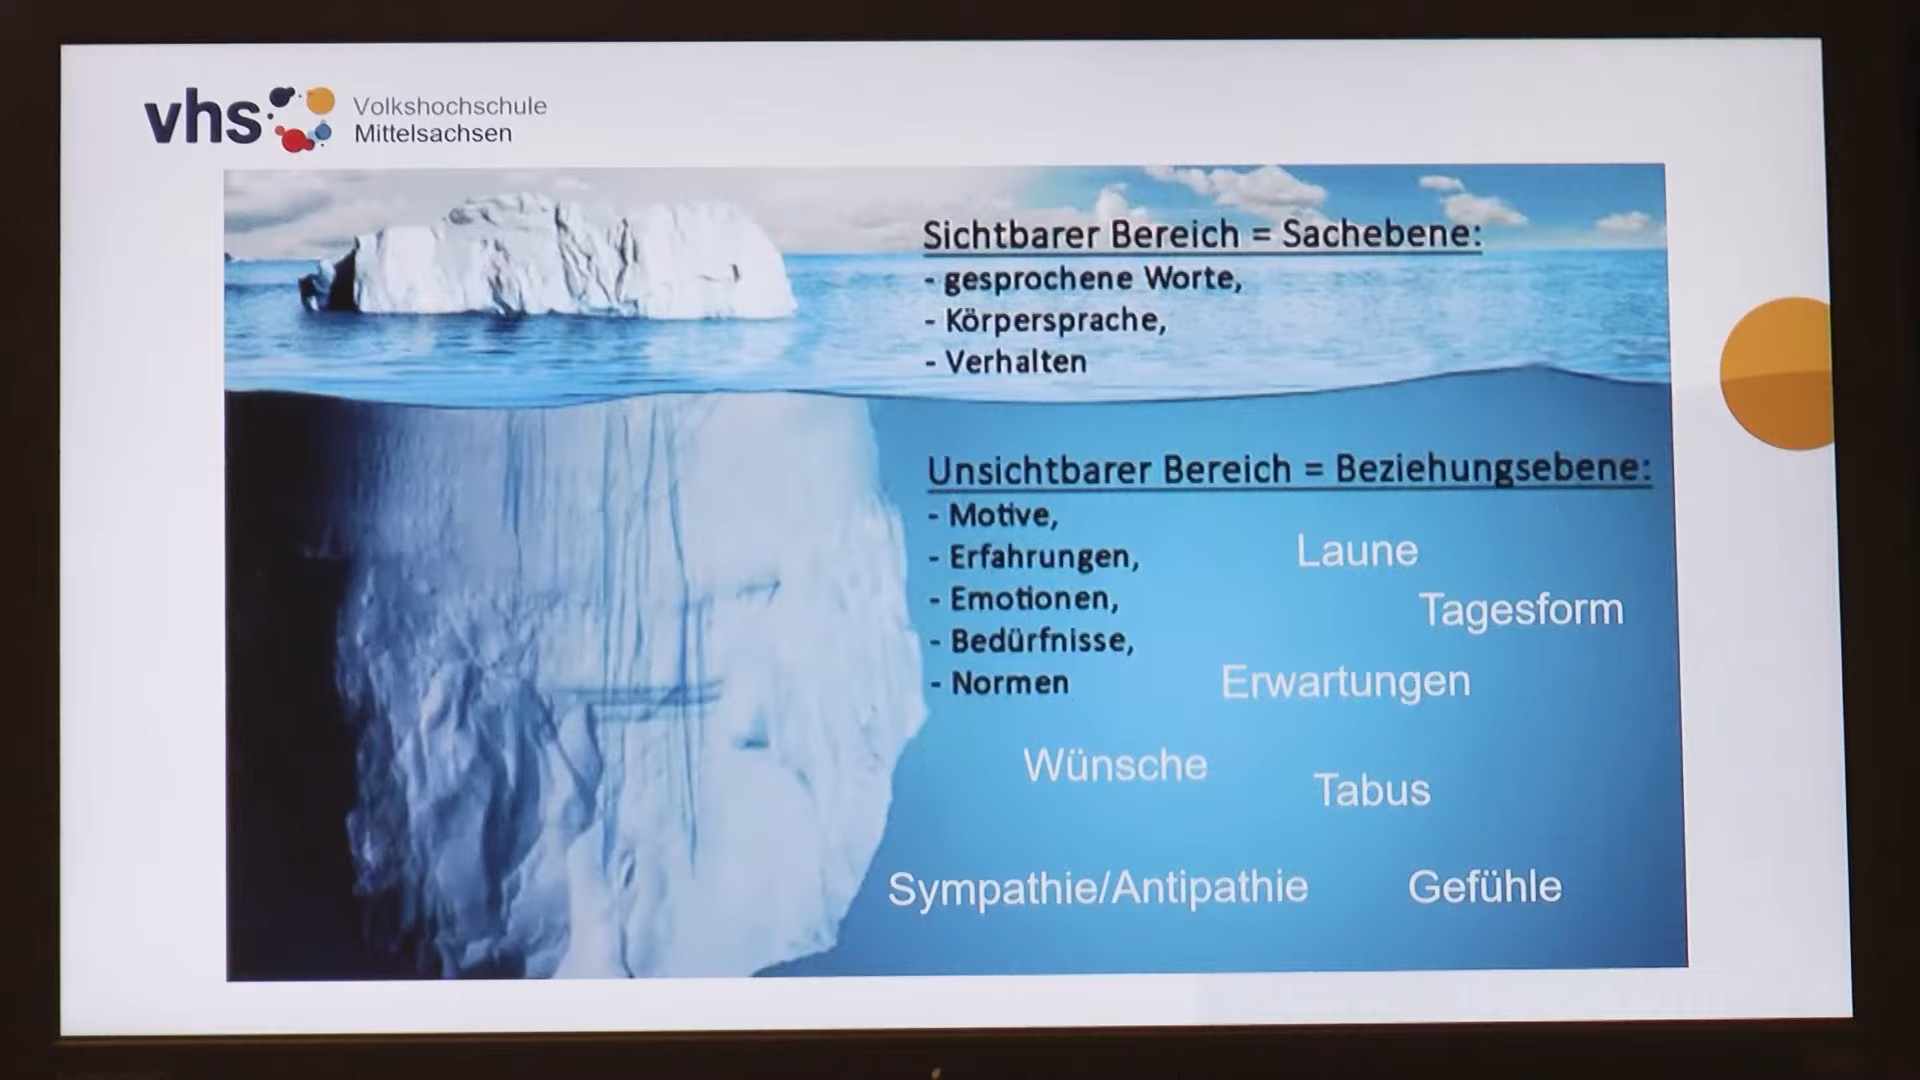 vhs
Volkshochschule
Mittelsachsen
Sichtbarer Bereich = Sachebene:
- gesprochene Worte,
- Körpersprache,
- Verhalten
Unsichtbarer Bereich = Beziehungsebene:
- Motive,
- Erfahrungen,
- Emotionen,
- Bedürfnisse,
- Normen
Laune
Tagesform
Erwartungen
Wünsche
Tabus
Sympathie/Antipathie
Gefühle